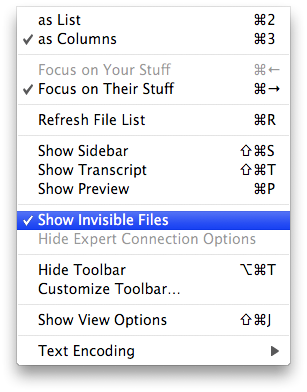 as List ⌘2
✓ as Columns ⌘3
Focus on Your Stuff ⌘←
✓ Focus on Their Stuff ⌘→
Refresh File List ⌘R
Show Sidebar ⇧⌘S
Show Transcript ⇧⌘T
Show Preview ⌘P
✓ Show Invisible Files
Hide Expert Connection Options
Hide Toolbar ⌥⌘T
Customize Toolbar...
Show View Options ⇧⌘J
Text Encoding ▶